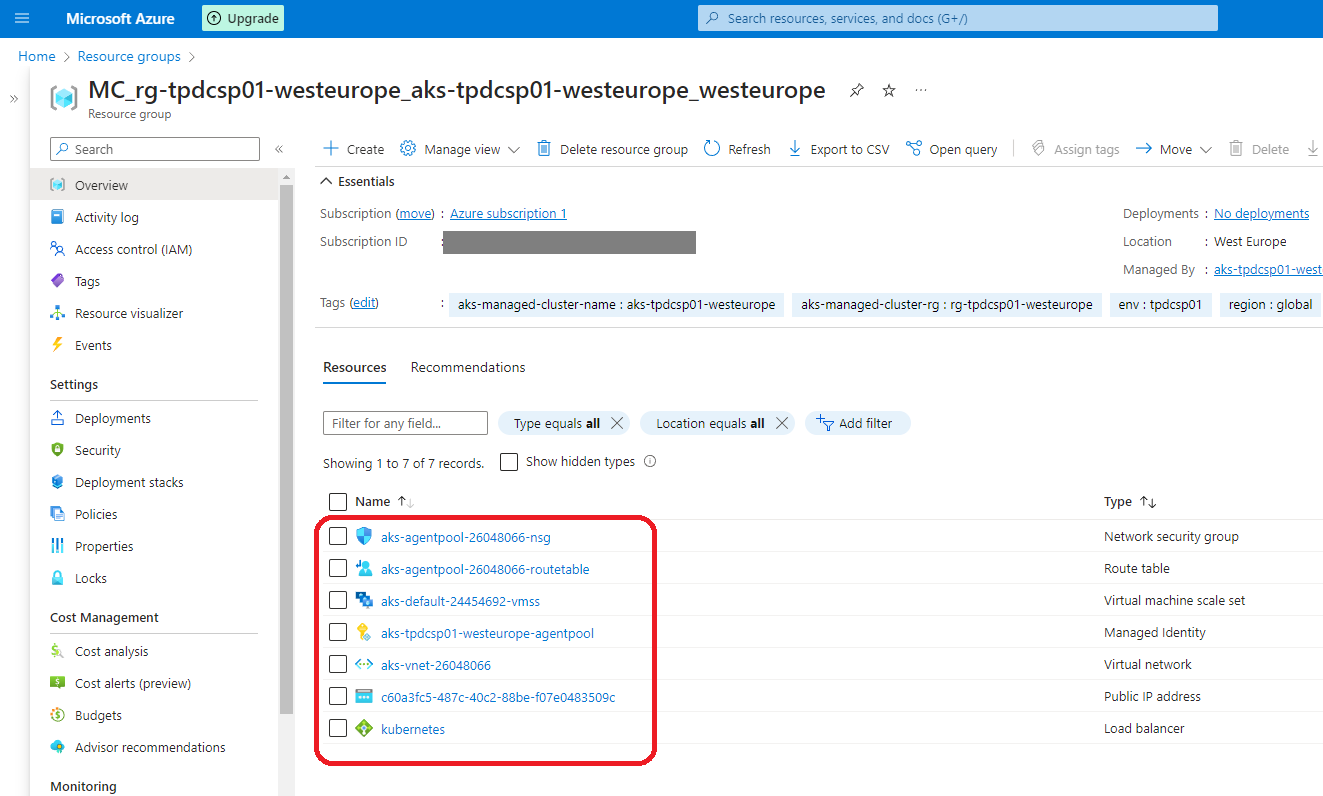 Microsoft Azure Upgrade Search resources, services, and docs (G+/)
Home > Resource groups >
MC_rg-tpdcsp01-westeurope_aks-tpdcsp01-westeurope_westeurope
Resource group
Search
Create Manage view Delete resource group Refresh Export to CSV Open query Assign tags Move Delete
Overview
Activity log
Access control (IAM)
Tags
Resource visualizer
Events
Settings
Deployments
Security
Deployment stacks
Policies
Properties
Locks
Cost Management
Cost analysis
Cost alerts (preview)
Budgets
Advisor recommendations
Monitoring
Essentials
Subscription (move) : Azure subscription 1
Subscription ID :
Deployments : No deployments
Location : West Europe
Managed By : aks-tpdcsp01-west
Tags (edit) : aks-managed-cluster-name : aks-tpdcsp01-westeurope aks-managed-cluster-rg : rg-tpdcsp01-westeurope env : tpdcsp01 region : global
Resources Recommendations
Filter for any field... Type equals all Location equals all Add filter
Showing 1 to 7 of 7 records. Show hidden types
Name Type
aks-agentpool-26048066-nsg Network security group
aks-agentpool-26048066-routetable Route table
aks-default-24454692-vmss Virtual machine scale set
aks-tpdcsp01-westeurope-agentpool Managed Identity
aks-vnet-26048066 Virtual network
c60a3fc5-487c-40c2-88be-f07e0483509c Public IP address
kubernetes Load balancer